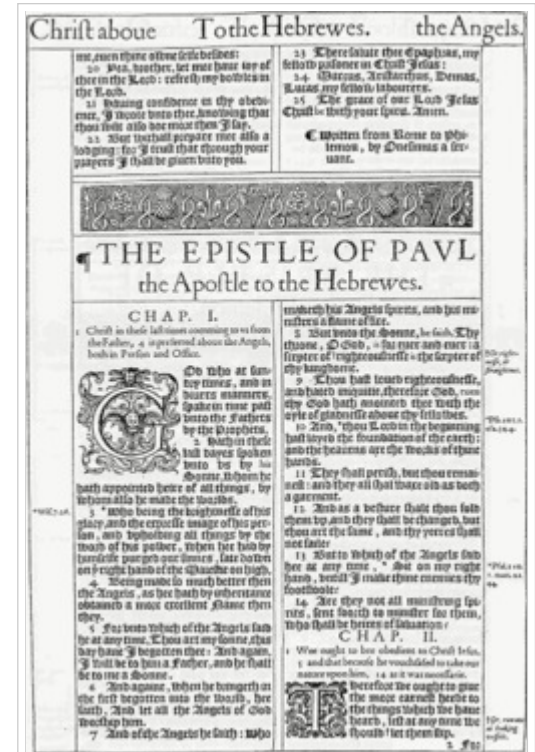 Christ aboue To the Hebrewes. the Angels.
me, euen thine owne selfe besides:
20 Yea, brother, let mee haue ioy of
thee in the Lord: refresh my bowels in
the Lord.
21 Hauing confidence in thy obedi-
ence, I wrote vnto thee, knowing that
thou wilt also doe more then I say.
22 But withall prepare mee also a
lodging: for I trust that through your
prayers I shall be giuen vnto you.
23 There salute thee Epaphras, my
fellow prisoner in Christ Iesus:
24 Marcus, Aristarchus, Demas,
Lucas, my fellow labourers.
25 The grace of our Lord Iesus
Christ be with your spirit. Amen.
¶ Written from Rome to Phi-
lemon, by Onesimus a ser-
uant.
¶THE EPISTLE OF PAVL
the Apostle to the Hebrewes.
CHAP. I.
1 Christ in these last times comming to vs from
the Father, 4 is preferred aboue the Angels,
both in Person and Office.
GOd who at sun-
dry times, and in
diuers manners,
spake in time past
vnto the Fathers
by the Prophets,
2 Hath in these
last dayes spoken
vnto vs by his
Sonne, whom he
hath appointed heire of all things, by
whom also he made the worlds,
3 *Who being the brightnesse of his
glory, and the expresse image of his per-
son, and vpholding all things by the
word of his power, when hee had by
himselfe purged our sinnes, sate down
on yͤ right hand of the Maiestie on high,
4 Being made so much better then
the Angels, as hee hath by inheritance
obtained a more excellent Name then
they.
5 For vnto which of the Angels said
he at any time, Thou art my sonne, this
day haue I begotten thee? And again,
I will be to him a Father, and he shall
be to me a Sonne.
6 And againe, when he bringeth in
the first begotten into the world, hee
saith, And let all the Angels of God
worship him.
7 And of the Angels he saith: Who
maketh his Angels spirits, and his mi-
nisters a flame of fire.
8 But vnto the Sonne, he saith, Thy
throne, O God, is for euer and euer: a
scepter of righteousnesse is the scepter of
thy kingdome.
9 Thou hast loued righteousnesse,
and hated iniquitie, therefore God, euen
thy God hath anointed thee with the
oyle of gladnesse aboue thy fellowes.
10 And, *thou Lord in the beginning
hast layed the foundation of the earth:
and the heauens are the works of thine
hands.
11 They shall perish, but thou remai-
nest: and they all shall waxe old as doth
a garment.
12 And as a vesture shalt thou fold
them vp, and they shall be changed, but
thou art the same, and thy yeeres shall
not faile.
13 But to which of the Angels said
hee at any time, *Sit on my right
hand, vntill I make thine enemies thy
footstoole?
14 Are they not all ministring spi-
rits, sent foorth to minister for them,
who shall be heires of saluation?
CHAP. II.
1 Wee ought to bee obedient to Christ Iesus,
5 and that because he vouchsafed to take our
nature vpon him, 14 as it was necessarie.
Therefore we ought to giue
the more earnest heede to
the things which we haue
heard, lest at any time we
should let them slip.
2 For